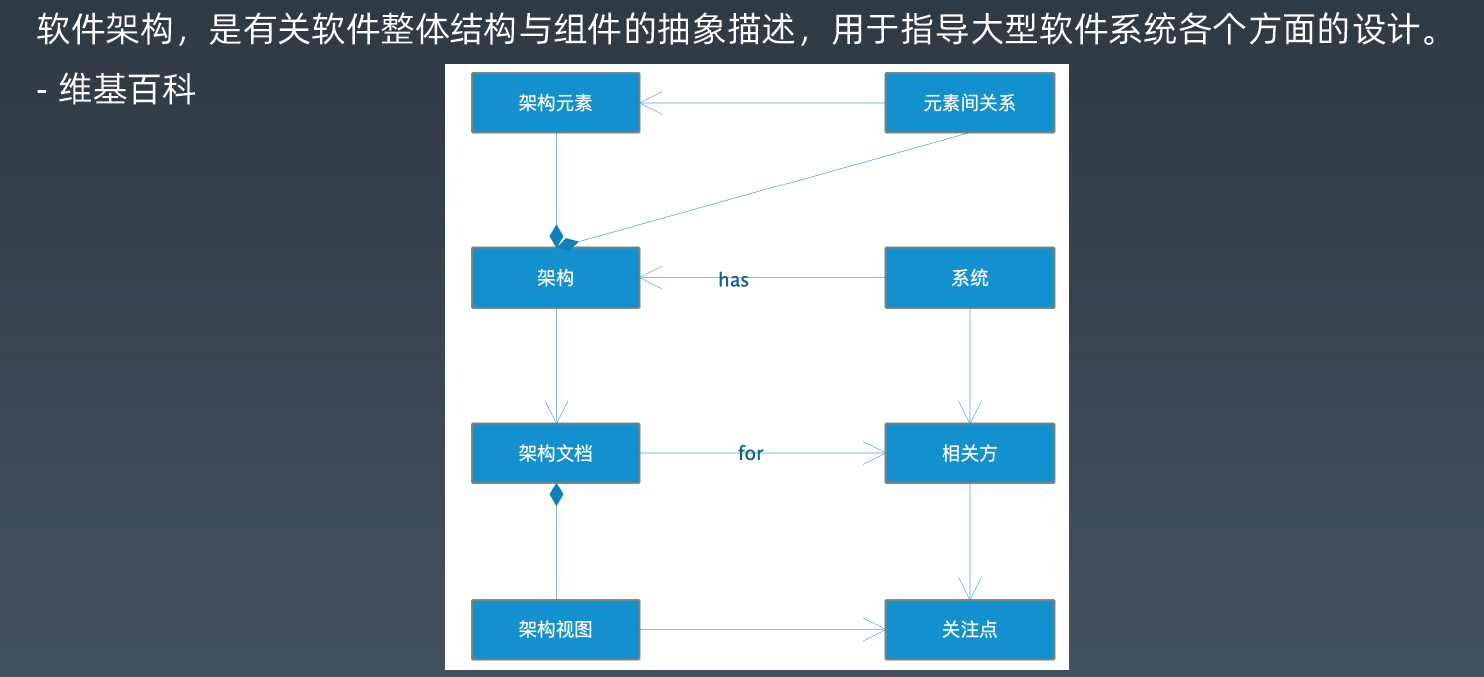 软件架构，是有关软件整体结构与组件的抽象描述，用于指导大型软件系统各个方面的设计。
- 维基百科
架构元素
元素间关系
架构
has
系统
架构文档
for
相关方
架构视图
关注点